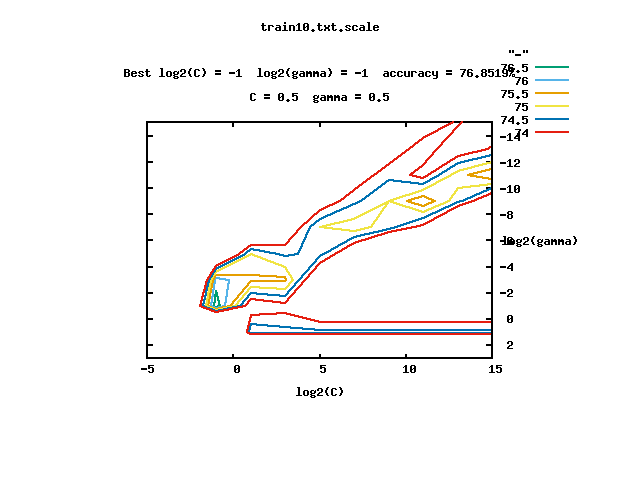 train10.txt.scale
"-"
Best log2(C) = -1  log2(gamma) = -1  accuracy = 76.8519%
76.5
76
75.5
75
74.5
74
C = 0.5  gamma = 0.5
-14
-12
-10
-8
-6
log2(gamma)
-4
-2
0
2
-5 0 5 10 15
log2(C)